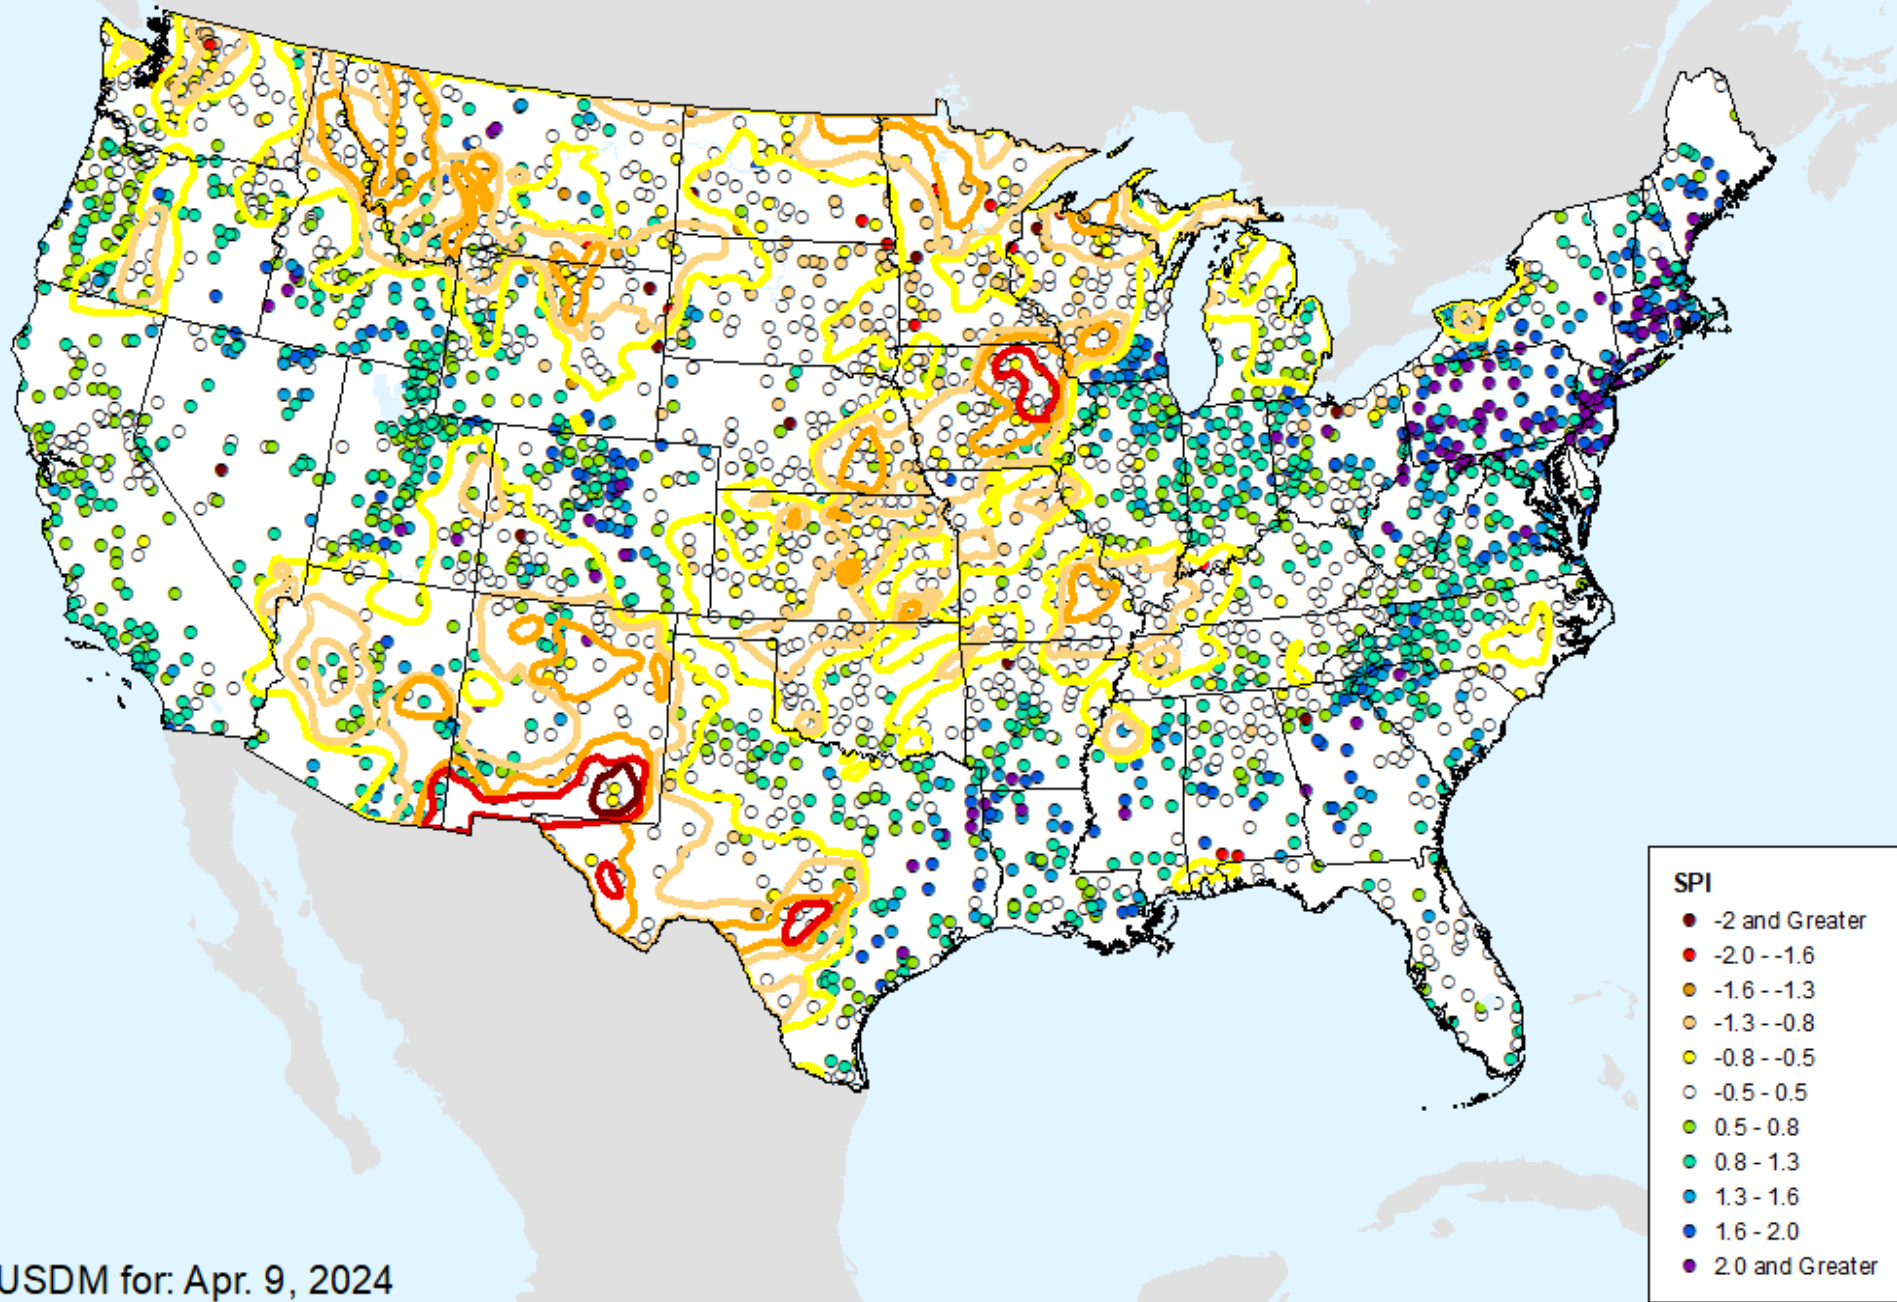 SPI
-2 and Greater
-2.0 - -1.6
-1.6 - -1.3
-1.3 - -0.8
-0.8 - -0.5
-0.5 - 0.5
0.5 - 0.8
0.8 - 1.3
1.3 - 1.6
1.6 - 2.0
2.0 and Greater
USDM for: Apr. 9, 2024